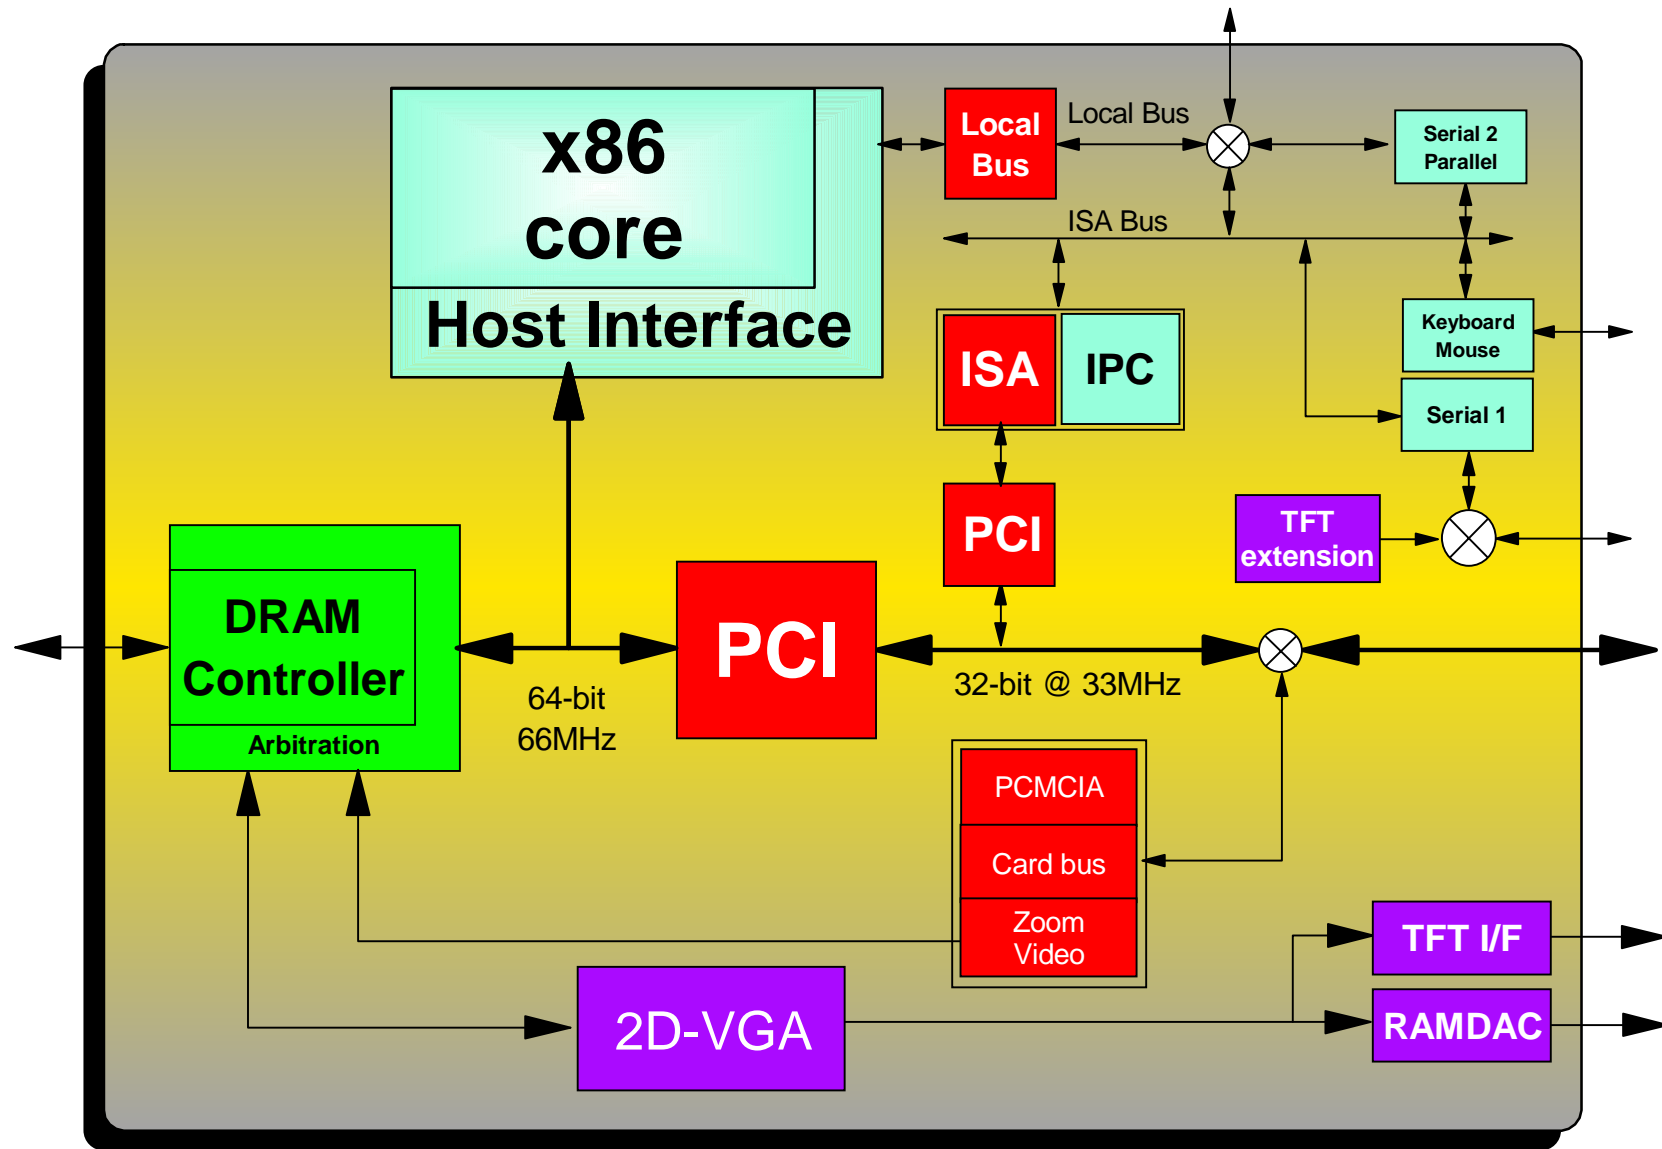 x86
core
Host Interface
Local
Bus
Local Bus
Serial 2
Parallel
ISA Bus
ISA
IPC
Keyboard
Mouse
Serial 1
PCI
TFT
extension
DRAM
Controller
Arbitration
64-bit
66MHz
PCI
32-bit @ 33MHz
PCMCIA
Card bus
Zoom
Video
2D-VGA
TFT I/F
RAMDAC